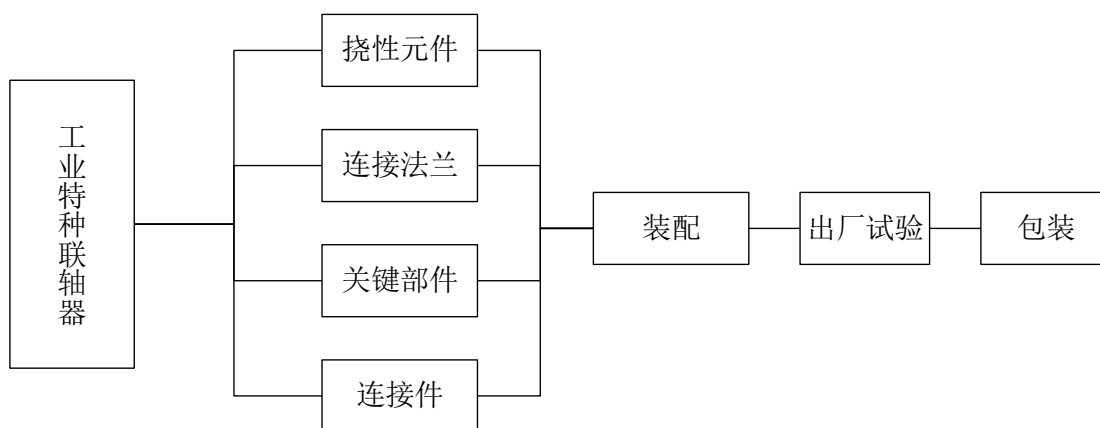 工业特种联轴器
挠性元件
连接法兰
关键部件
连接件
装配
出厂试验
包装